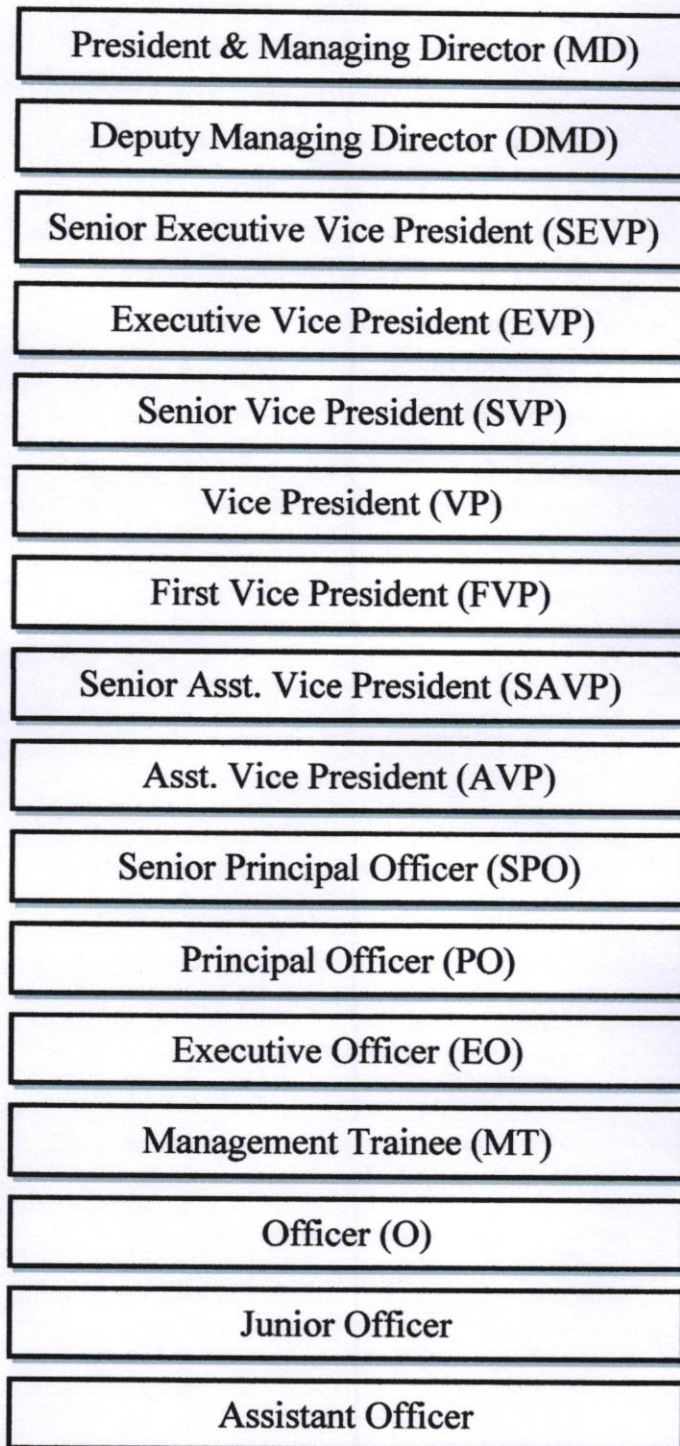 President & Managing Director (MD)
Deputy Managing Director (DMD)
Senior Executive Vice President (SEVP)
Executive Vice President (EVP)
Senior Vice President (SVP)
Vice President (VP)
First Vice President (FVP)
Senior Asst. Vice President (SAVP)
Asst. Vice President (AVP)
Senior Principal Officer (SPO)
Principal Officer (PO)
Executive Officer (EO)
Management Trainee (MT)
Officer (O)
Junior Officer
Assistant Officer